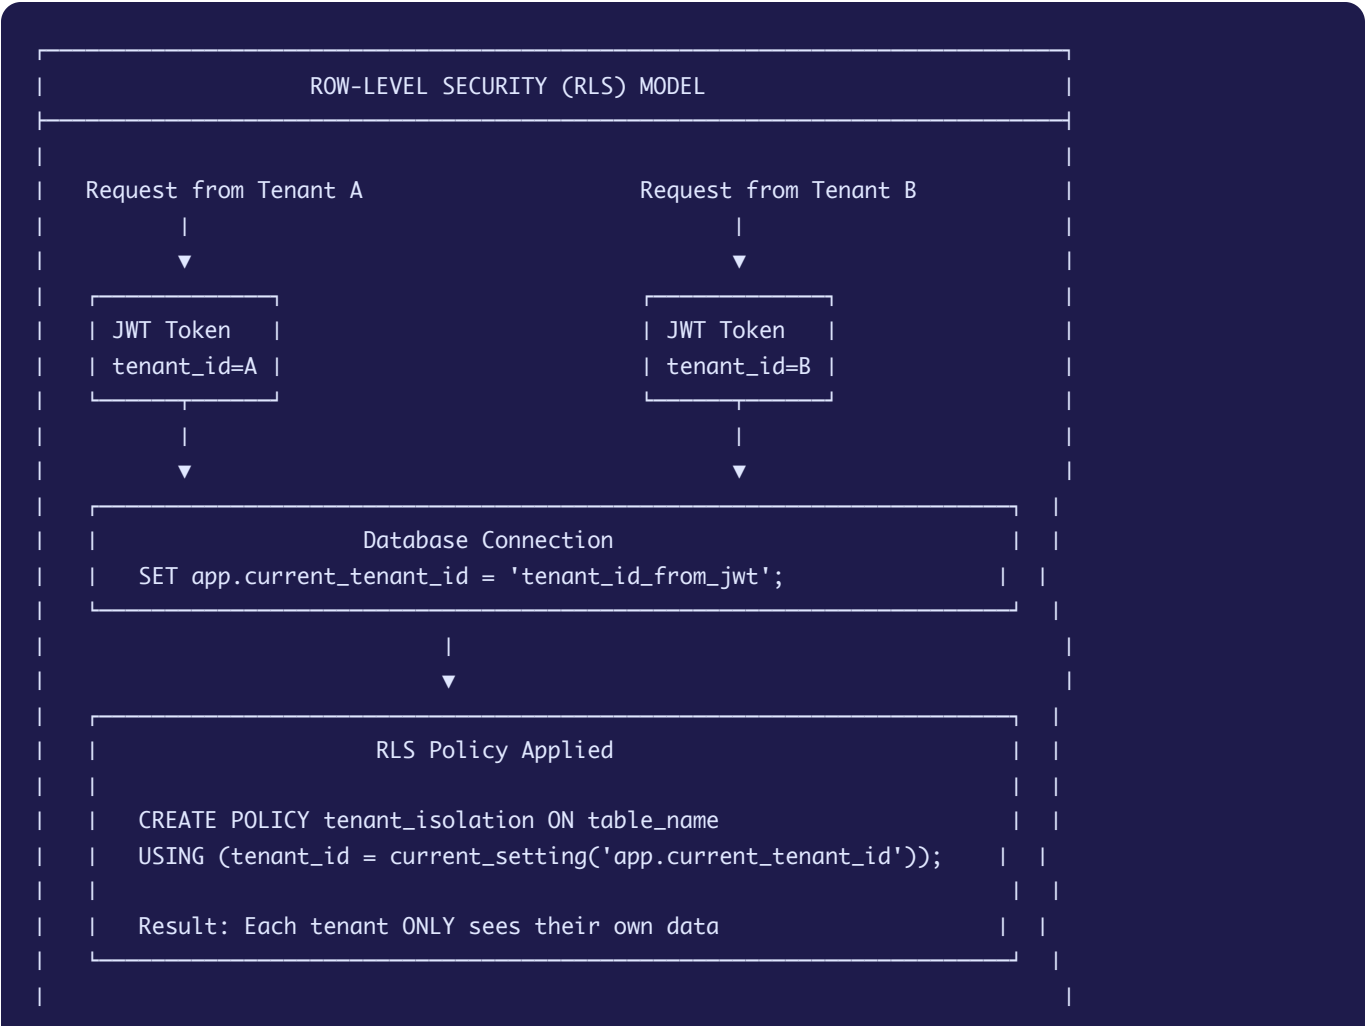 ROW-LEVEL SECURITY (RLS) MODEL
Request from Tenant A Request from Tenant B
JWT Token JWT Token
tenant_id=A tenant_id=B
Database Connection
SET app.current_tenant_id = 'tenant_id_from_jwt';
RLS Policy Applied
CREATE POLICY tenant_isolation ON table_name
USING (tenant_id = current_setting('app.current_tenant_id'));
Result: Each tenant ONLY sees their own data